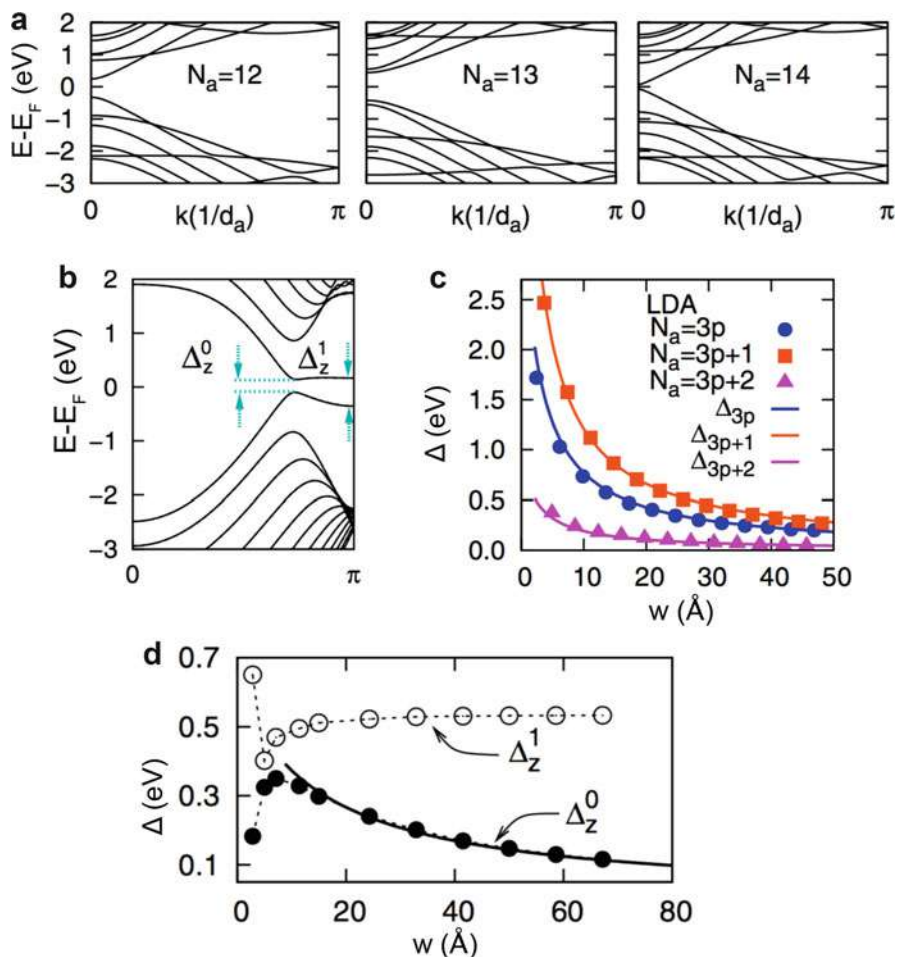 a
2
1
0
-1
-2
-3
E-E_F (eV)
N_a=12
N_a=13
N_a=14
0
k(1/d_a)
π
0
k(1/d_a)
π
0
k(1/d_a)
π
b
2
1
0
-1
-2
-3
E-E_F (eV)
Δ_z^0
Δ_z^1
0
π
c
2.5
2.0
1.5
1.0
0.5
0.0
Δ (eV)
LDA
N_a=3p
N_a=3p+1
N_a=3p+2
Δ_3p
Δ_3p+1
Δ_3p+2
0 10 20 30 40 50
w (Å)
d
0.7
0.5
0.3
0.1
Δ (eV)
Δ_z^1
Δ_z^0
0 20 40 60 80
w (Å)